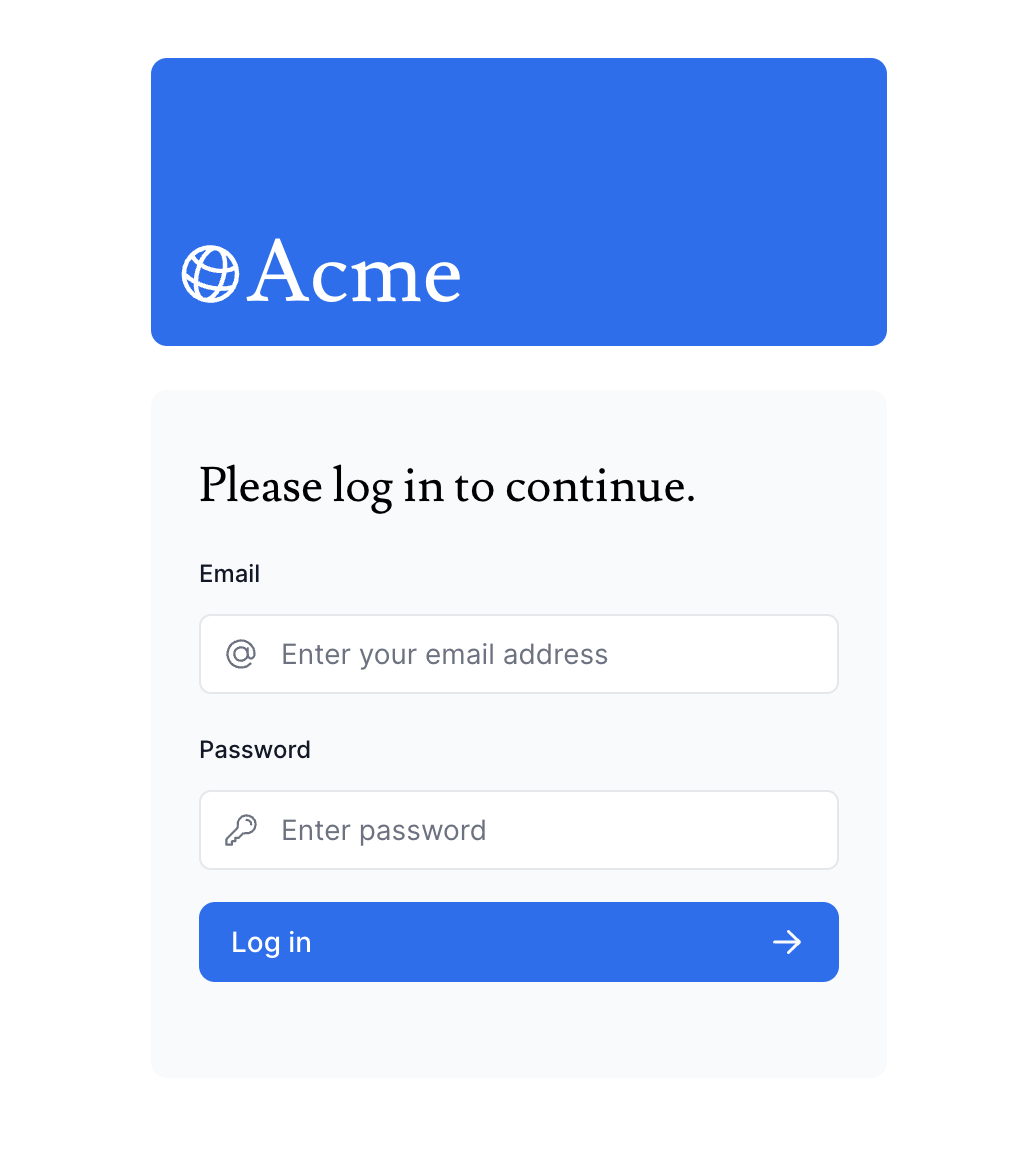 Acme
Please log in to continue.
Email
Enter your email address
Password
Enter password
Log in